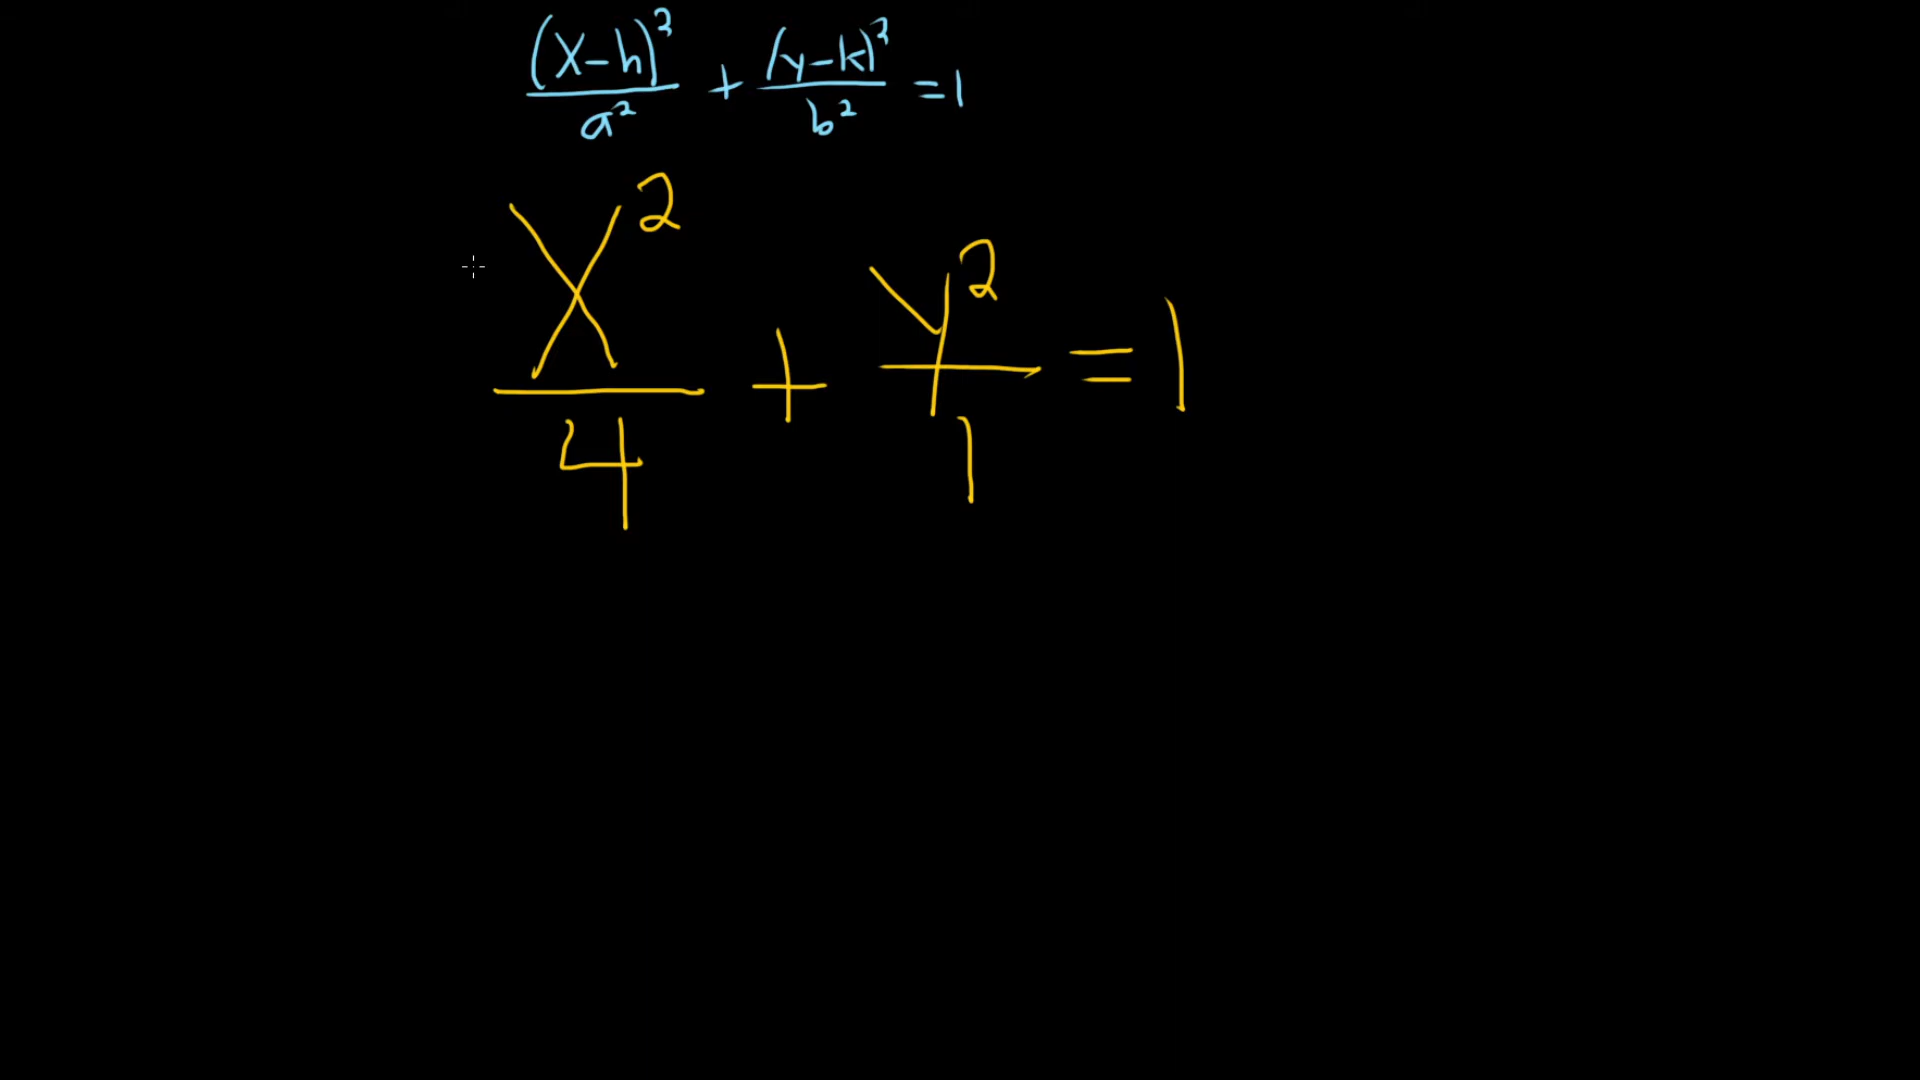 (x-h)²/a² + (y-k)²/b² = 1
x²/4 + y²/1 = 1